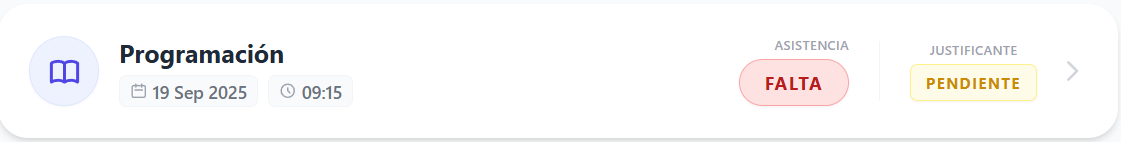 Programación
19 Sep 2025 09:15
ASISTENCIA
FALTA
JUSTIFICANTE
PENDIENTE